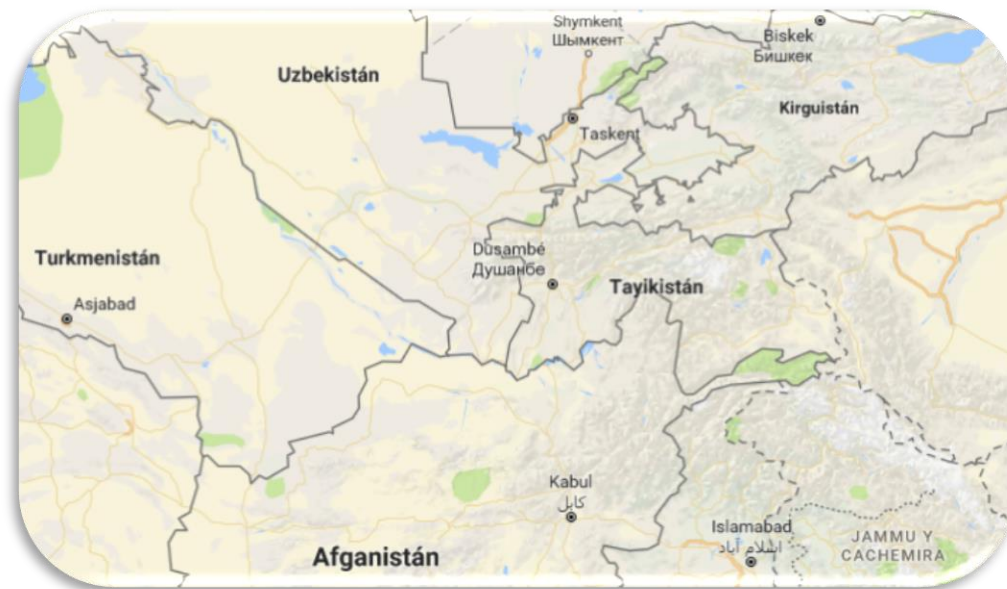 Shymkent
Шымкент
Biskek
Бишкек
Uzbekistán
Kirguistán
Taskent
Dusambé
Душанбе
Turkmenistán
Tayikistán
Asjabad
Kabul
کابل
Islamabad
اسلام آباد
JAMMU Y
CACHEMIRA
Afganistán